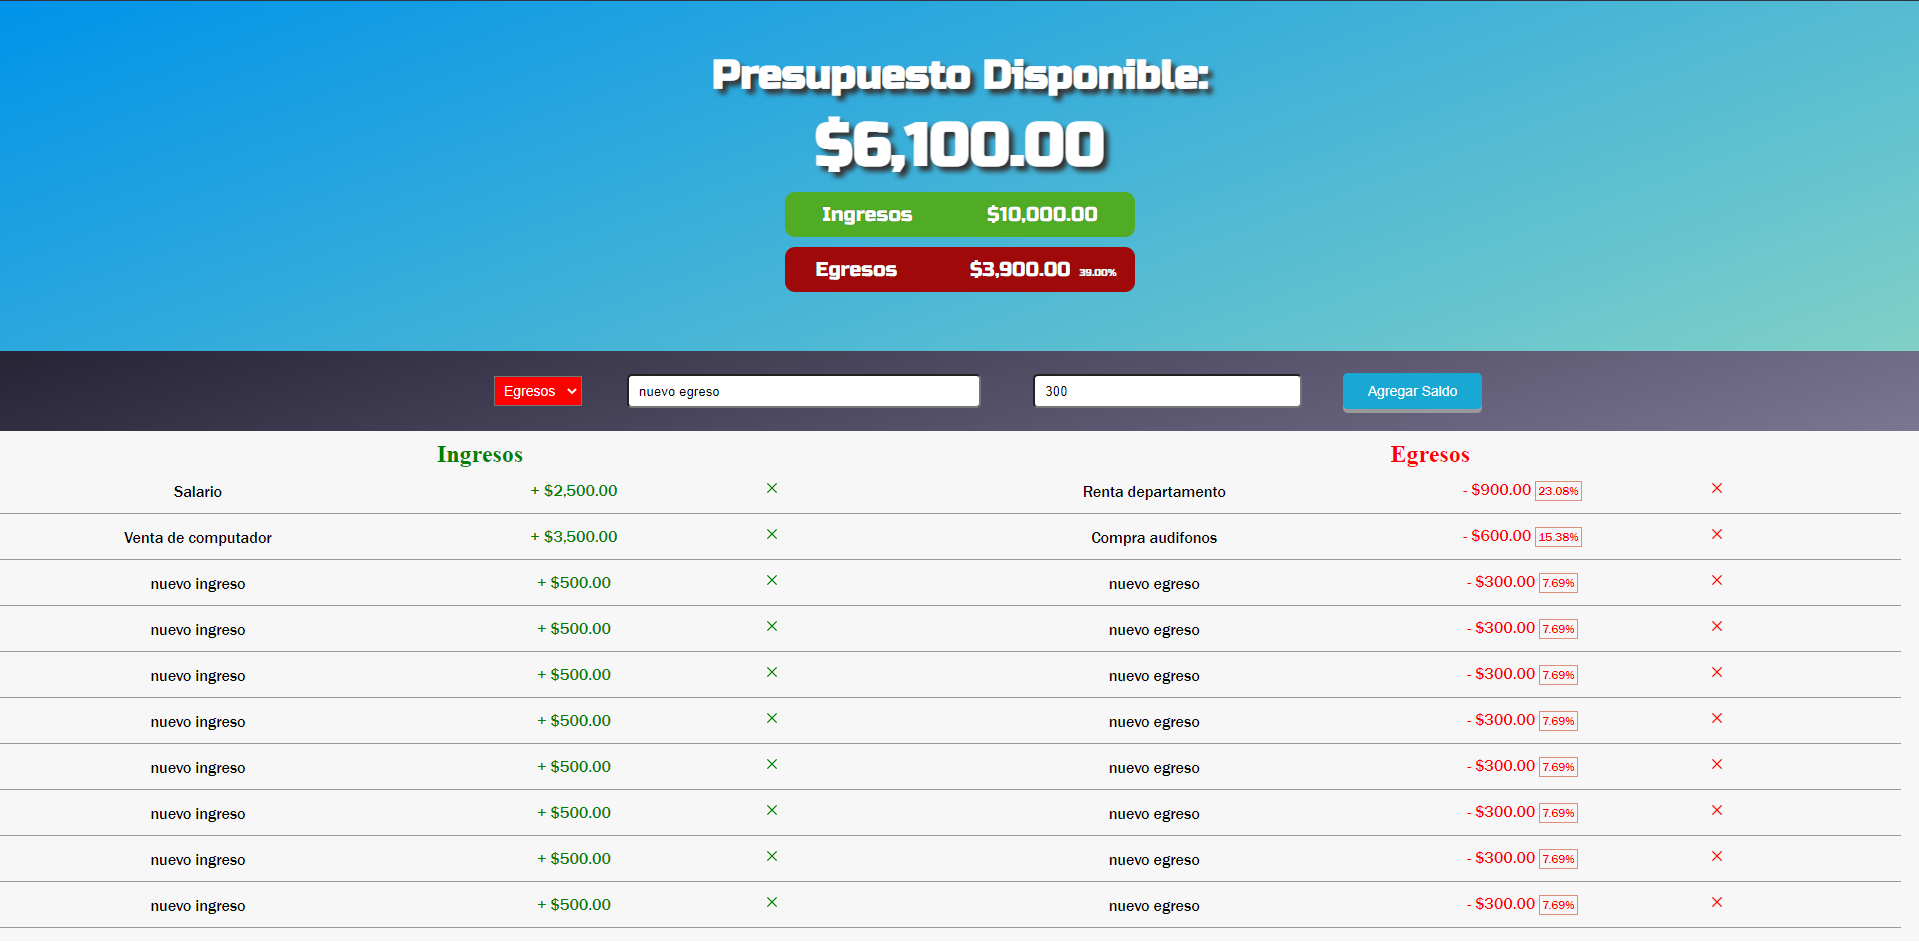 Presupuesto Disponible:
$6,100.00
Ingresos $10,000.00
Egresos $3,900.00 39.00%
Egresos nuevo egreso 300 Agregar Saldo
Ingresos Egresos
Salario + $2,500.00 × Renta departamento - $900.00 23.08% ×
Venta de computador + $3,500.00 × Compra audifonos - $600.00 15.38% ×
nuevo ingreso + $500.00 × nuevo egreso - $300.00 7.69% ×
nuevo ingreso + $500.00 × nuevo egreso - $300.00 7.69% ×
nuevo ingreso + $500.00 × nuevo egreso - $300.00 7.69% ×
nuevo ingreso + $500.00 × nuevo egreso - $300.00 7.69% ×
nuevo ingreso + $500.00 × nuevo egreso - $300.00 7.69% ×
nuevo ingreso + $500.00 × nuevo egreso - $300.00 7.69% ×
nuevo ingreso + $500.00 × nuevo egreso - $300.00 7.69% ×
nuevo ingreso + $500.00 × nuevo egreso - $300.00 7.69% ×